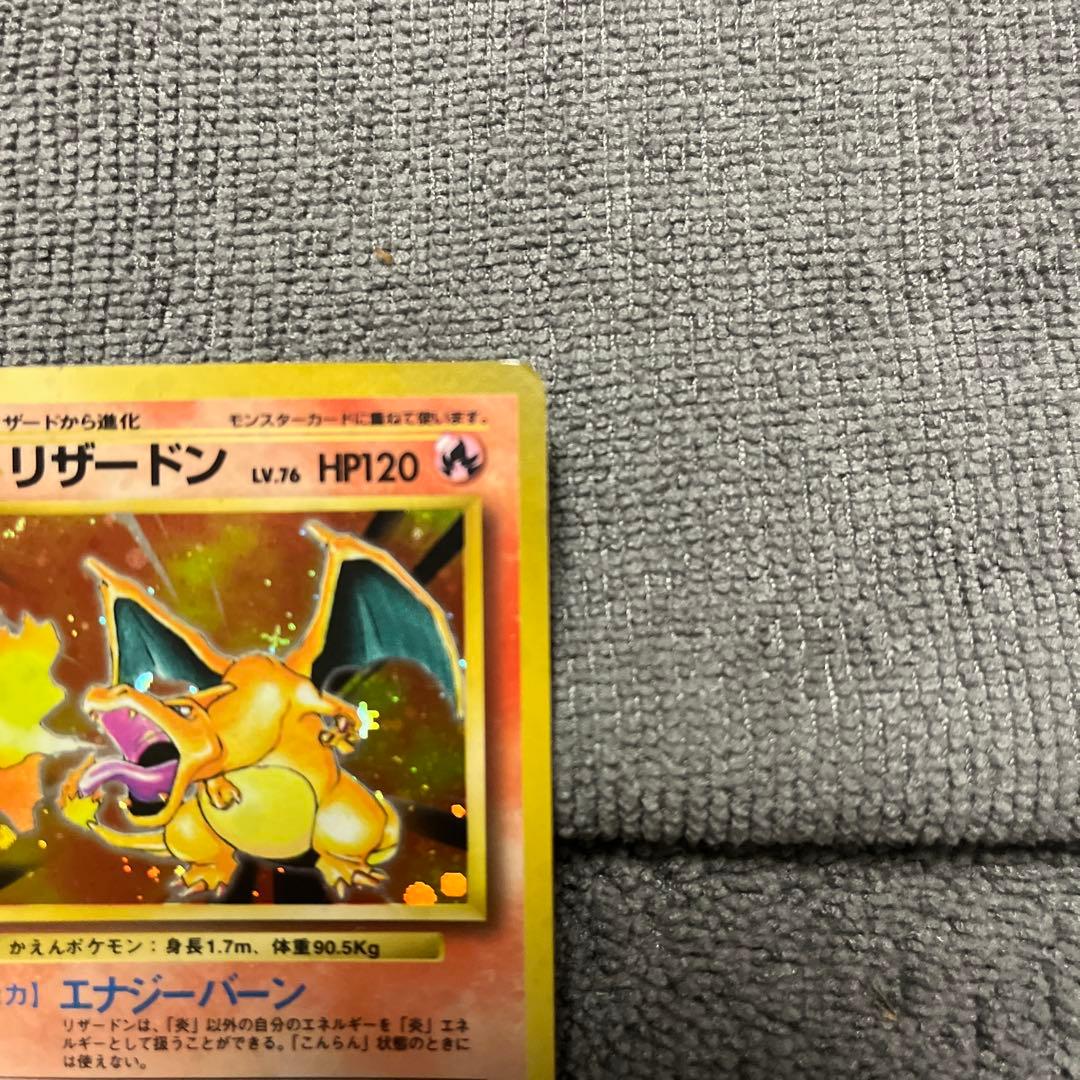 ザードから進化
モンスターカードに重ねて使います。
リザードン LV.76 HP120
かえんポケモン：身長1.7m、体重90.5Kg
カ】エナジーバーン
リザードンは、「炎」以外の自分のエネルギーを「炎」エネ
ルギーとして扱うことができる。「こんらん」状態のときに
は使えない。